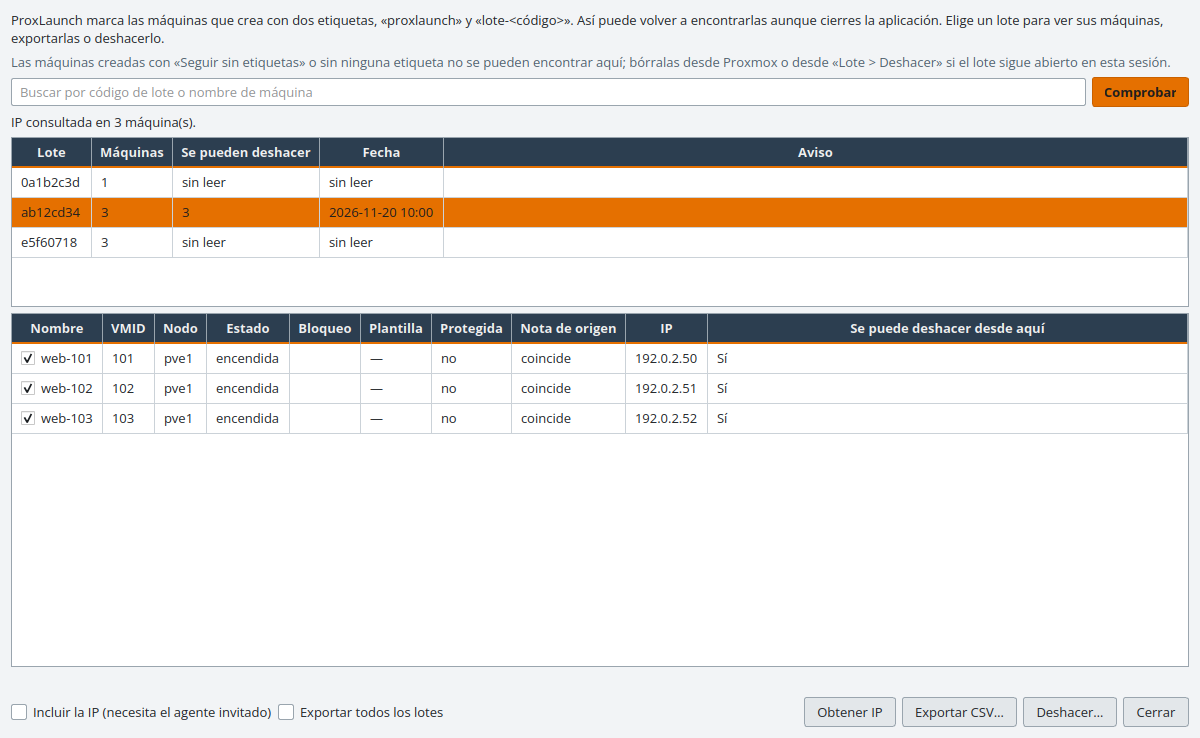 ProxLaunch marca las máquinas que crea con dos etiquetas, «proxlaunch» y «lote-<código>». Así puede volver a encontrarlas aunque cierres la aplicación. Elige un lote para ver sus máquinas,
exportarlas o deshacerlo.
Las máquinas creadas con «Seguir sin etiquetas» o sin ninguna etiqueta no se pueden encontrar aquí; bórralas desde Proxmox o desde «Lote > Deshacer» si el lote sigue abierto en esta sesión.
Buscar por código de lote o nombre de máquina Comprobar
IP consultada en 3 máquina(s).
Lote Máquinas Se pueden deshacer Fecha Aviso
0a1b2c3d 1 sin leer sin leer
ab12cd34 3 3 2026-11-20 10:00
e5f60718 3 sin leer sin leer
Nombre VMID Nodo Estado Bloqueo Plantilla Protegida Nota de origen IP Se puede deshacer desde aquí
web-101 101 pve1 encendida — no coincide 192.0.2.50 Sí
web-102 102 pve1 encendida — no coincide 192.0.2.51 Sí
web-103 103 pve1 encendida — no coincide 192.0.2.52 Sí
Incluir la IP (necesita el agente invitado) Exportar todos los lotes Obtener IP Exportar CSV... Deshacer... Cerrar